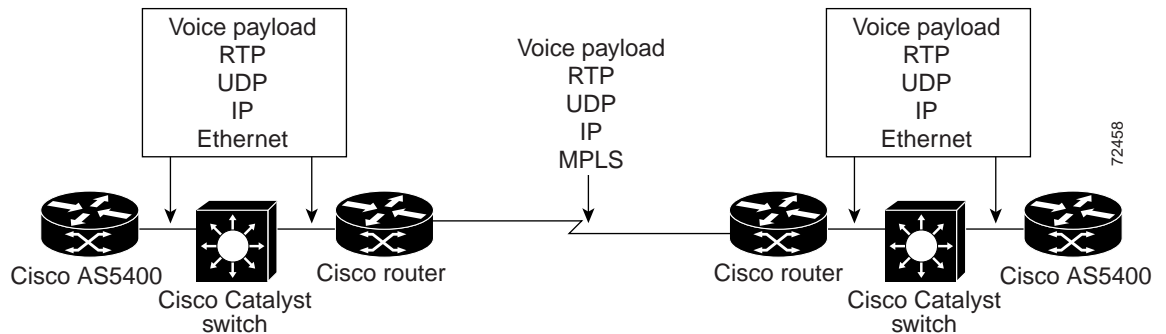 Voice payload
RTP
UDP
IP
Ethernet
Voice payload
RTP
UDP
IP
MPLS
Voice payload
RTP
UDP
IP
Ethernet
72458
Cisco AS5400
Cisco Catalyst
switch
Cisco router
Cisco router
Cisco Catalyst
switch
Cisco AS5400